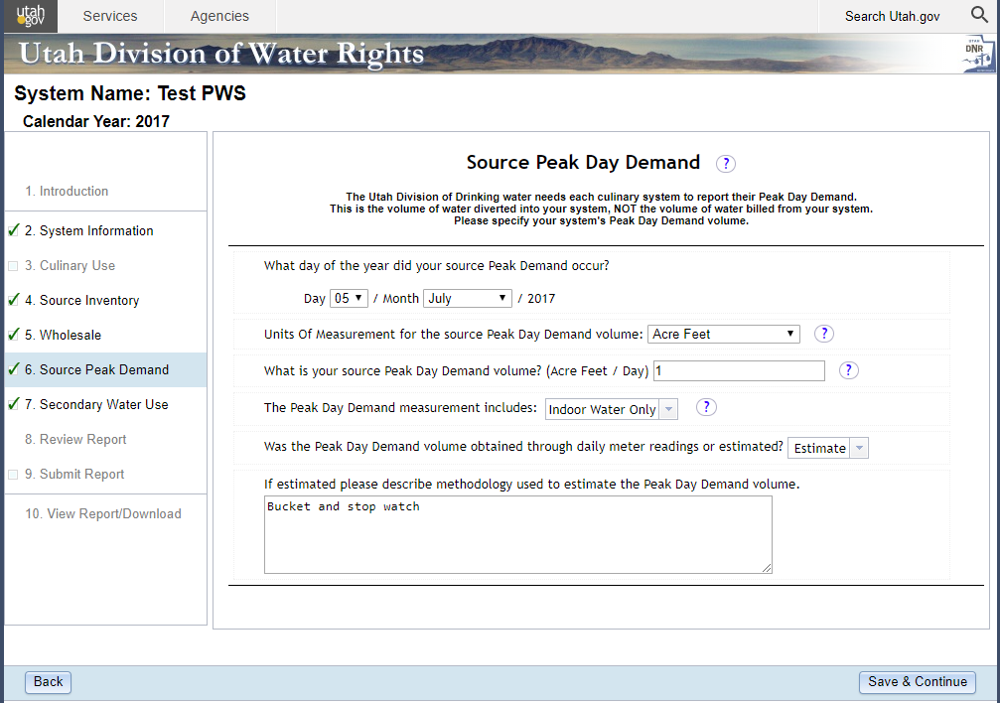 utah.gov Services Agencies Search Utah.gov
Utah Division of Water Rights
UTAH DNR
System Name: Test PWS
Calendar Year: 2017
1. Introduction
2. System Information
3. Culinary Use
4. Source Inventory
5. Wholesale
6. Source Peak Demand
7. Secondary Water Use
8. Review Report
9. Submit Report
10. View Report/Download
Source Peak Day Demand ?
The Utah Division of Drinking water needs each culinary system to report their Peak Day Demand.
This is the volume of water diverted into your system, NOT the volume of water billed from your system.
Please specify your system's Peak Day Demand volume.
What day of the year did your source Peak Demand occur?
Day 05 / Month July / 2017
Units Of Measurement for the source Peak Day Demand volume: Acre Feet ?
What is your source Peak Day Demand volume? (Acre Feet / Day) 1 ?
The Peak Day Demand measurement includes: Indoor Water Only ?
Was the Peak Day Demand volume obtained through daily meter readings or estimated? Estimate
If estimated please describe methodology used to estimate the Peak Day Demand volume.
Bucket and stop watch
Back Save & Continue